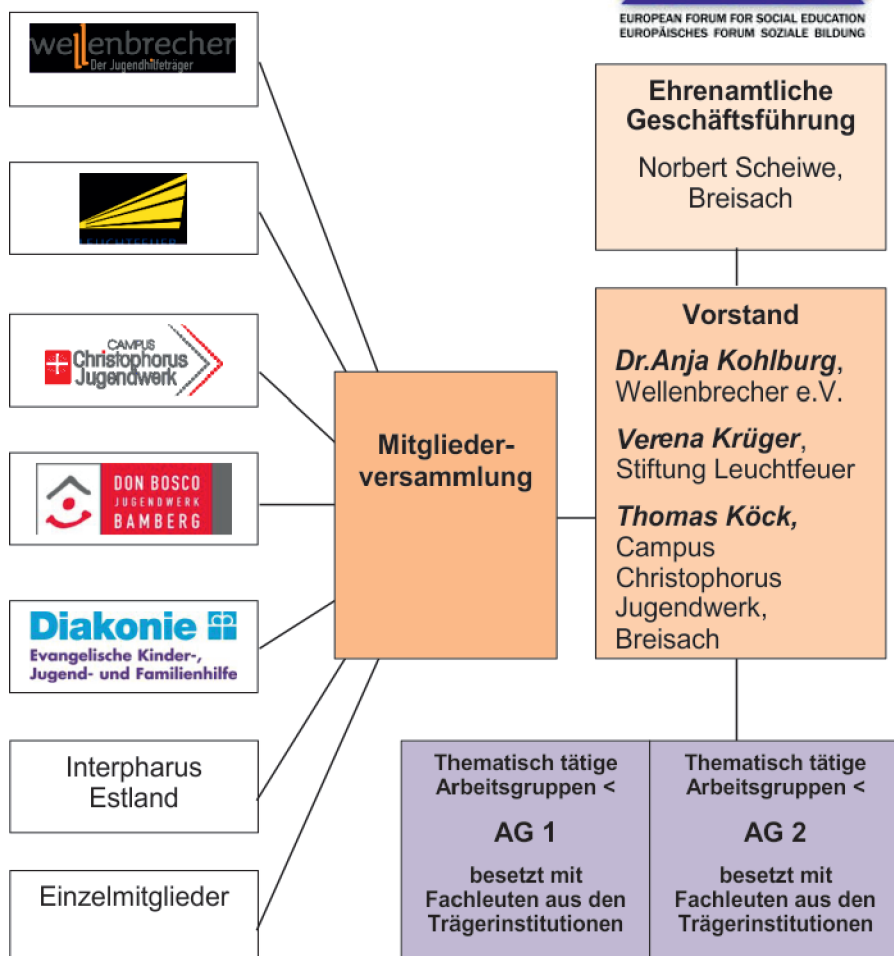 EUROPEAN FORUM FOR SOCIAL EDUCATION
EUROPÄISCHES FORUM SOZIALE BILDUNG
wellenbrecher
Der Jugendhilfeträger
LEUCHTFEUER
CAMPUS
Christophorus
Jugendwerk
DON BOSCO
JUGENDWERK
BAMBERG
Diakonie
Evangelische Kinder-,
Jugend- und Familienhilfe
Interpharus
Estland
Einzelmitglieder
Mitglieder-
versammlung
Ehrenamtliche
Geschäftsführung
Norbert Scheiwe,
Breisach
Vorstand
Dr.Anja Kohlburg,
Wellenbrecher e.V.
Verena Krüger,
Stiftung Leuchtfeuer
Thomas Köck,
Campus
Christophorus
Jugendwerk,
Breisach
Thematisch tätige
Arbeitsgruppen <
AG 1
besetzt mit
Fachleuten aus den
Trägerinstitutionen
Thematisch tätige
Arbeitsgruppen <
AG 2
besetzt mit
Fachleuten aus den
Trägerinstitutionen